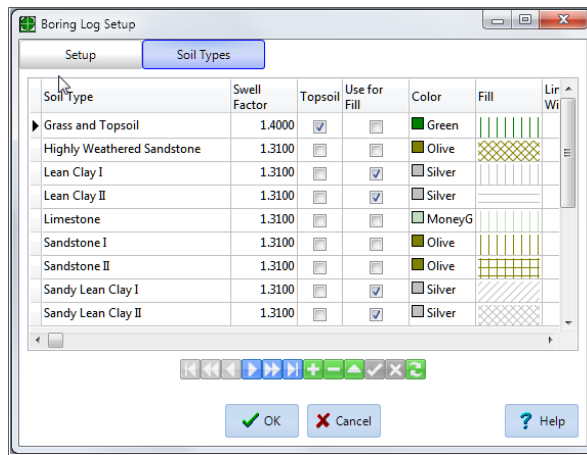 Boring Log Setup
Setup Soil Types
Soil Type Swell Factor Topsoil Use for Fill Color Fill Lin Wi
Grass and Topsoil 1.4000 Green
Highly Weathered Sandstone 1.3100 Olive
Lean Clay I 1.3100 Silver
Lean Clay II 1.3100 Silver
Limestone 1.3100 MoneyG
Sandstone I 1.3100 Olive
Sandstone II 1.3100 Olive
Sandy Lean Clay I 1.3100 Silver
Sandy Lean Clay II 1.3100 Silver
OK Cancel ? Help